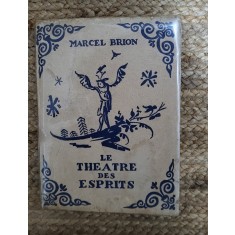 MARCEL BRION
LE
THEATRE
DES
ESPRITS